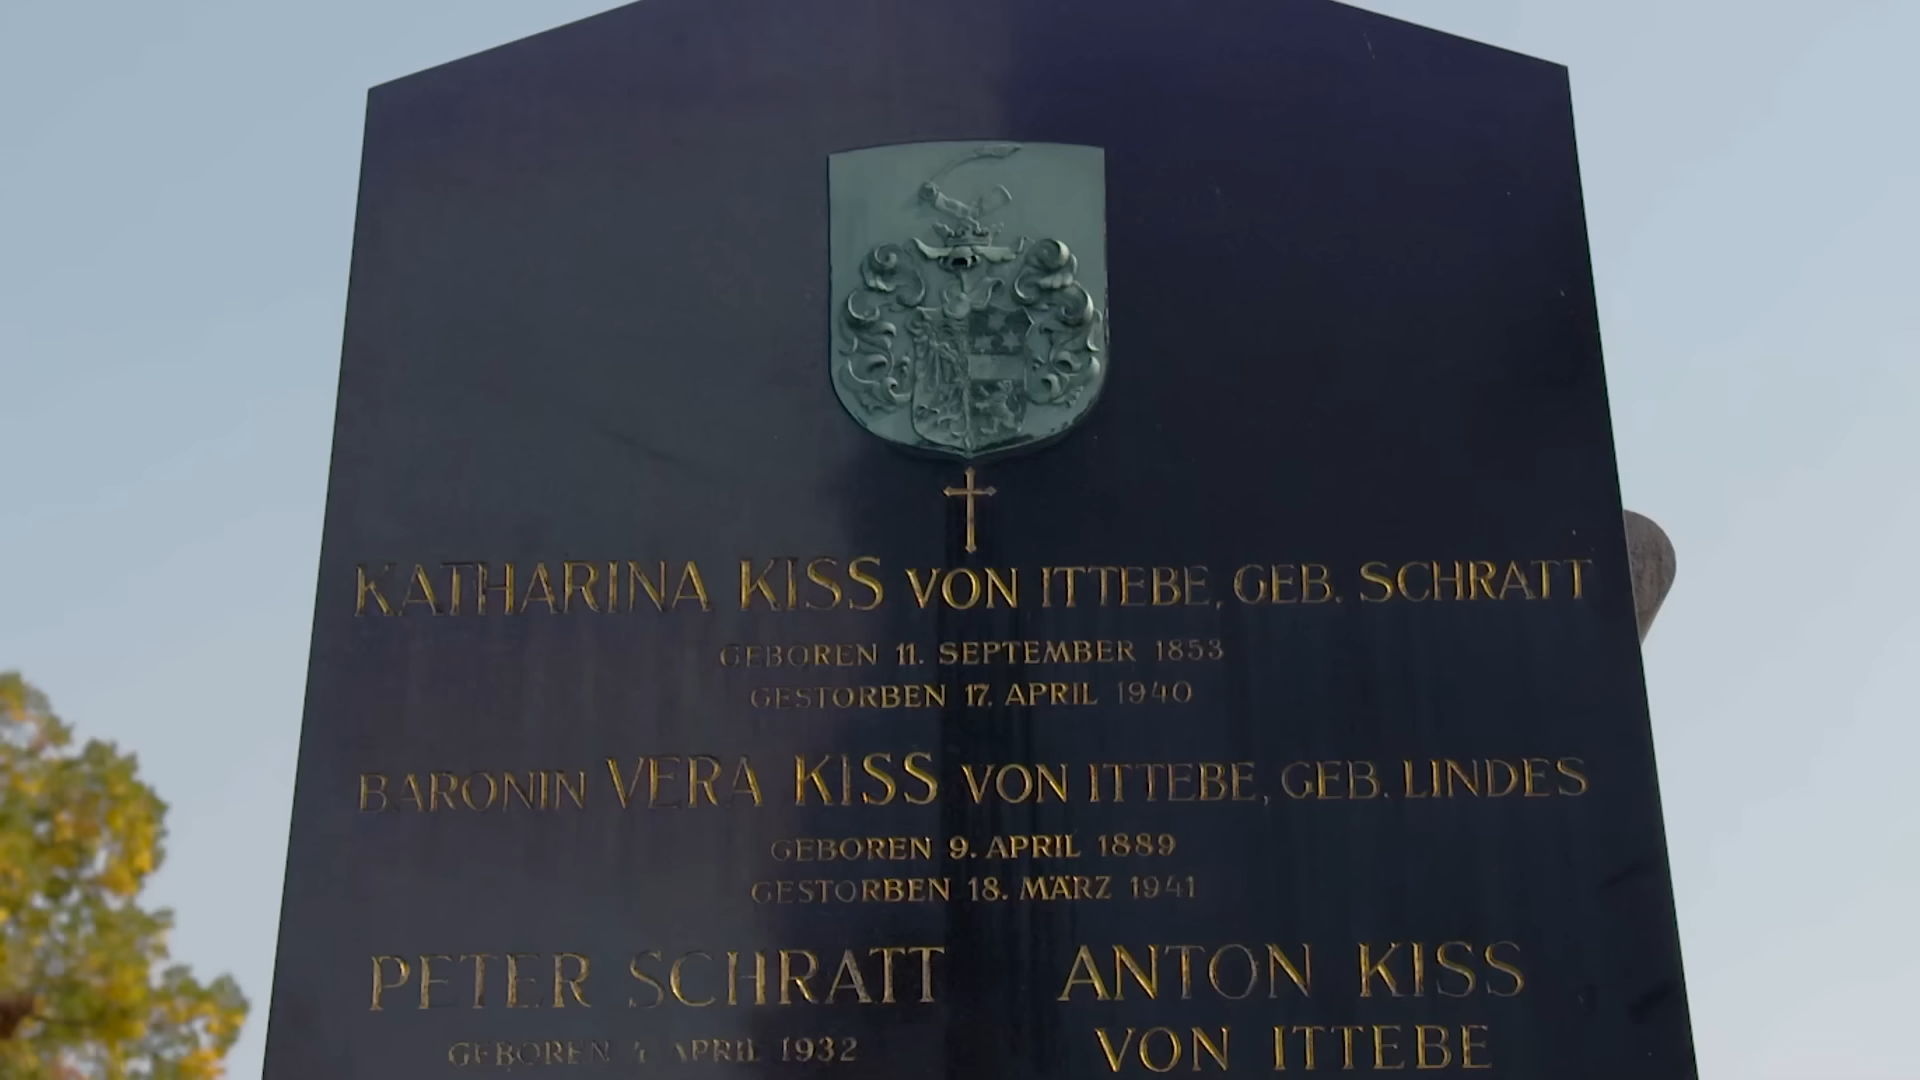 KATHARINA KISS VON ITTEBE, GEB. SCHRATT
GEBOREN 11. SEPTEMBER 1853
GESTORBEN 17. APRIL 1940
BARONIN VERA KISS VON ITTEBE, GEB. LINDES
GEBOREN 9. APRIL 1889
GESTORBEN 18. MÄRZ 1941
PETER SCHRATT
GEBOREN APRIL 1932
ANTON KISS
VON ITTEBE